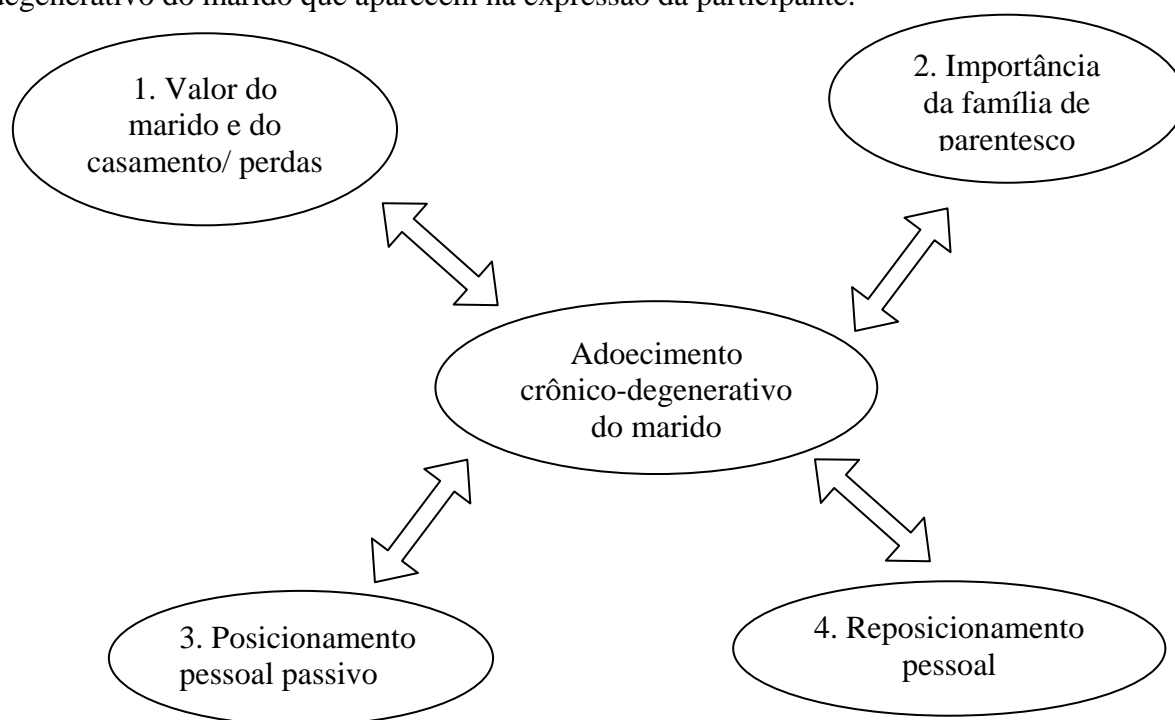 degenerativo do marido que aparecem na expressão da participante.
1. Valor do
marido e do
casamento/ perdas
2. Importância
da família de
parentesco
Adoecimento
crônico-degenerativo
do marido
3. Posicionamento
pessoal passivo
4. Reposicionamento
pessoal